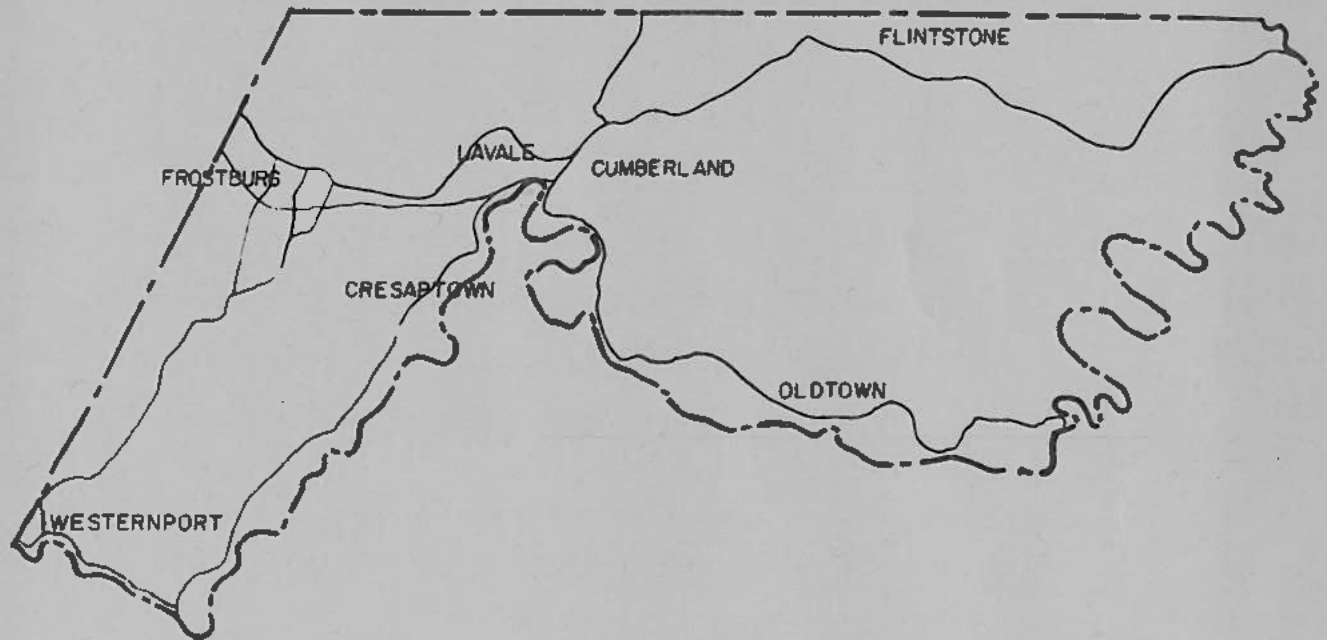 FLINTSTONE
LAVALE
CUMBERLAND
FROSTBURG
CRESAPTOWN
OLDTOWN
WESTERNPORT